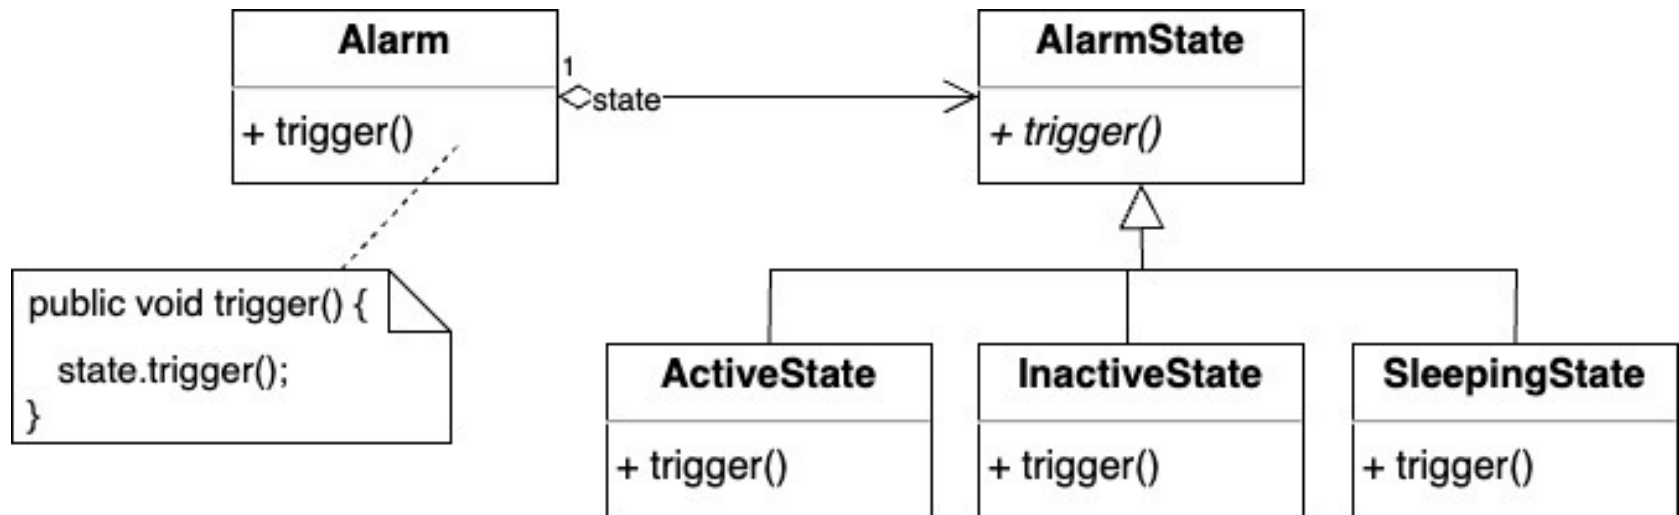 Alarm
+ trigger()
1
state
AlarmState
+ trigger()
public void trigger() {
state.trigger();
}
ActiveState
+ trigger()
InactiveState
+ trigger()
SleepingState
+ trigger()